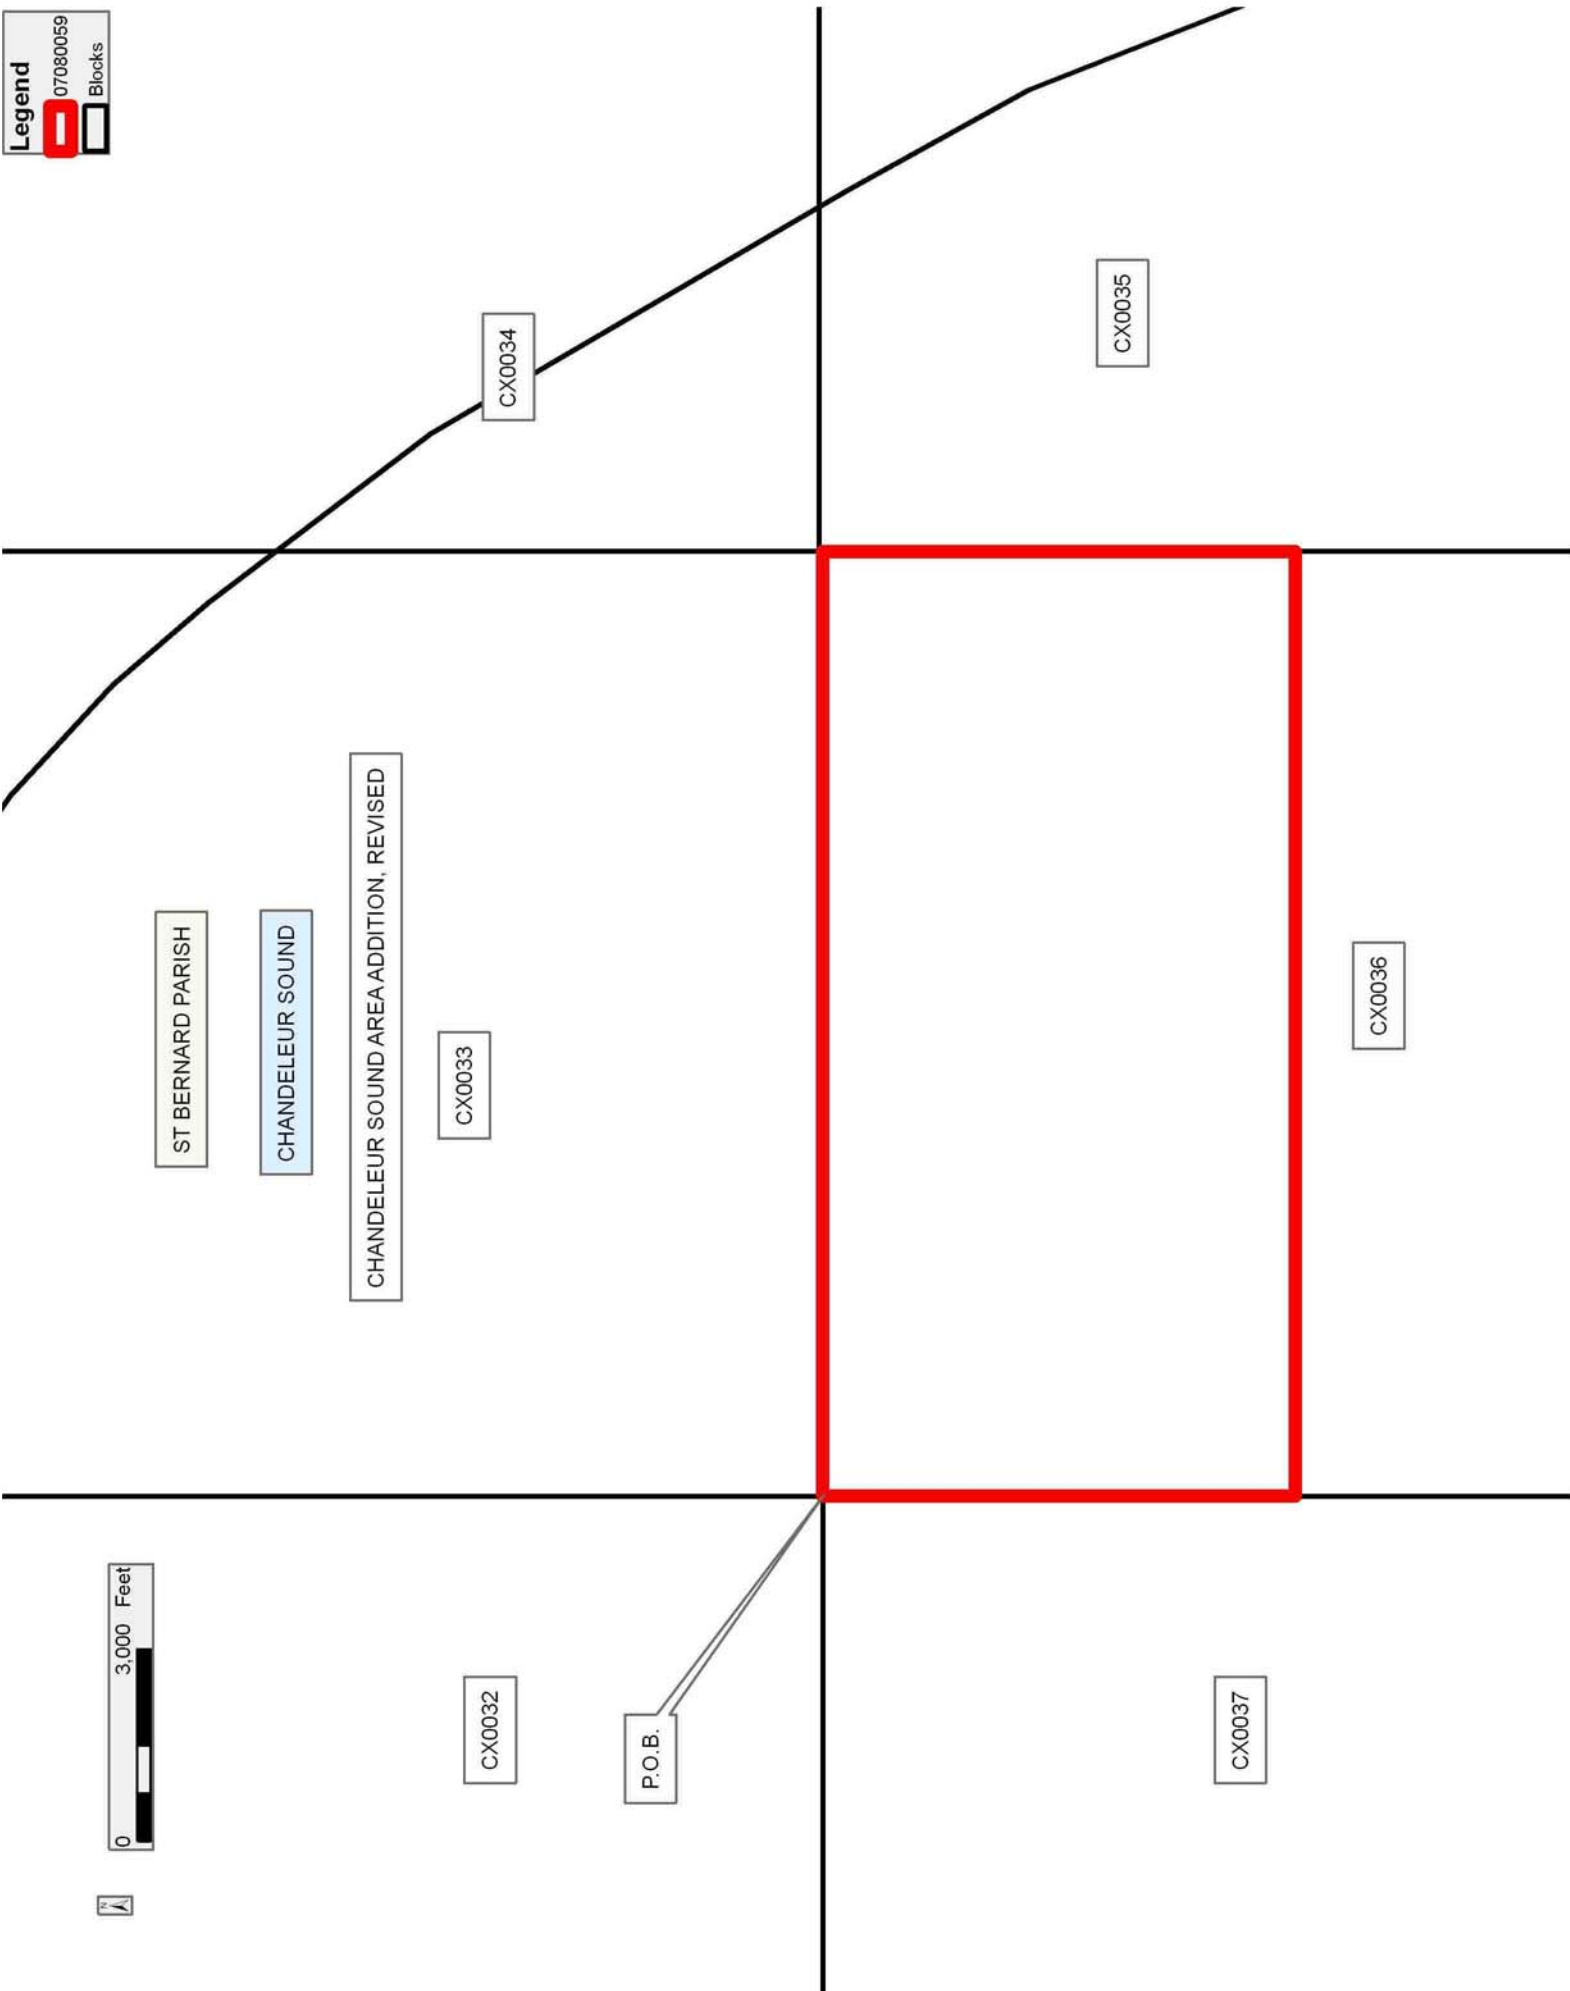 N
0 3,000 Feet
ST BERNARD PARISH
CHANDELEUR SOUND
CHANDELEUR SOUND AREA ADDITION, REVISED
CX0033
CX0032
P.O.B.
CX0034
CX0035
CX0036
CX0037
Legend
07080059
Blocks